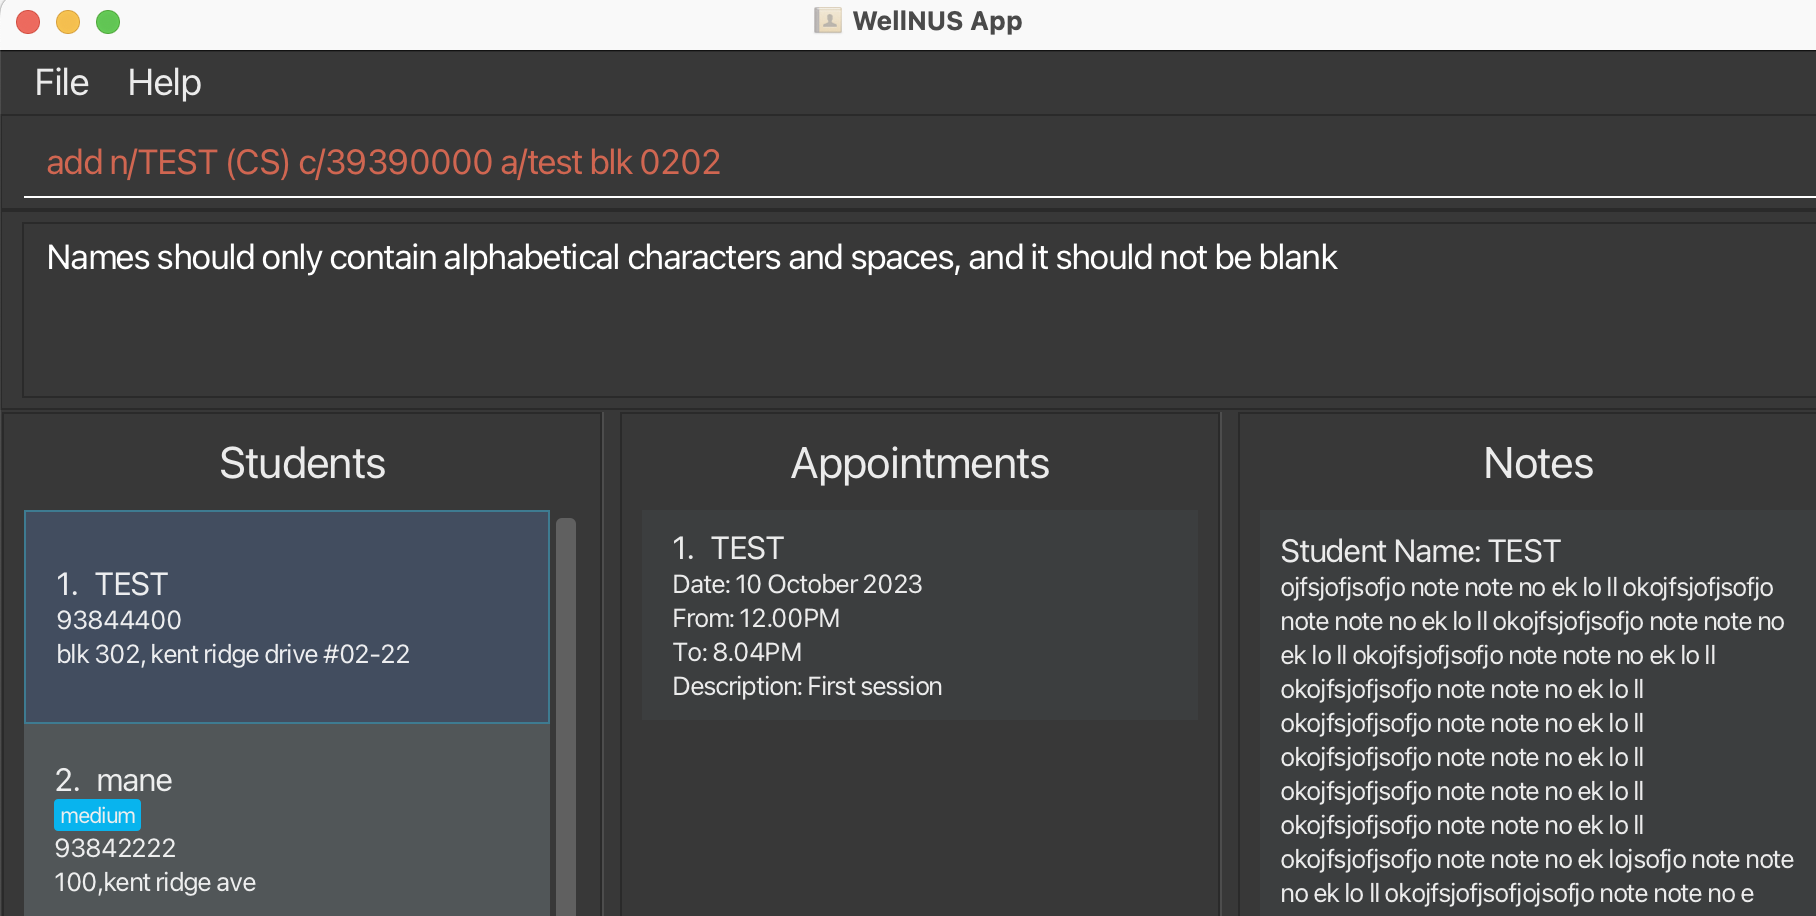 WellNUS App
File Help
add n/TEST (CS) c/39390000 a/test blk 0202
Names should only contain alphabetical characters and spaces, and it should not be blank
Students
1. TEST
93844400
blk 302, kent ridge drive #02-22
2. mane
medium
93842222
100,kent ridge ave
Appointments
1. TEST
Date: 10 October 2023
From: 12.00PM
To: 8.04PM
Description: First session
Notes
Student Name: TEST
ojfsjofjsofjo note note no ek lo ll okojfsjofjsofjo
note note no ek lo ll okojfsjofjsofjo note note no
ek lo ll okojfsjofjsofjo note note no ek lo ll
okojfsjofjsofjo note note no ek lo ll
okojfsjofjsofjo note note no ek lo ll
okojfsjofjsofjo note note no ek lo ll
okojfsjofjsofjo note note no ek lo ll
okojfsjofjsofjo note note no ek lo ll
okojfsjofjsofjo note note no ek lojsofjo note note
no ek lo ll okojfsjofjsofjojsofjo note note no e